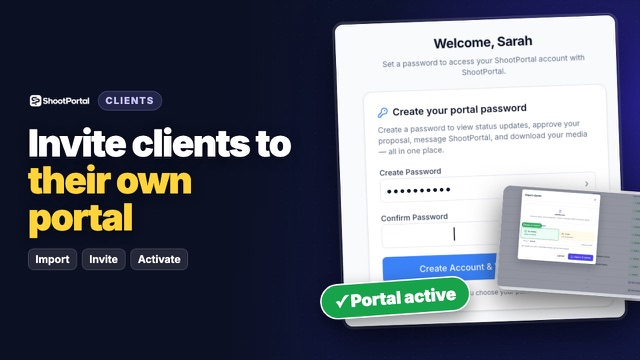 ShootPortal
CLIENTS
Invite clients to
their own
portal
Import
Invite
Activate
Welcome, Sarah
Set a password to access your ShootPortal account with
ShootPortal.
Create your portal password
Create a password to view status updates, approve your
proposal, message ShootPortal, and download your media
— all in one place.
Create Password
Confirm Password
Create Account &
choose your
✓Portal active